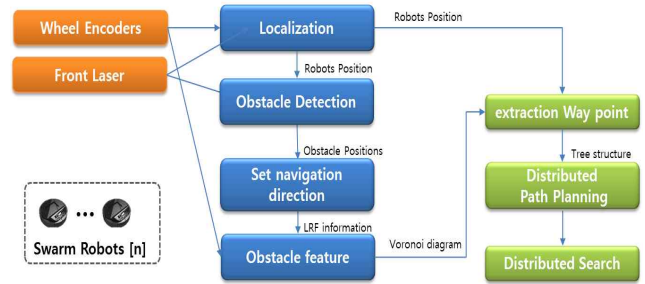 Wheel Encoders
Localization
Robots Position
Front Laser
Robots Position
Obstacle Detection
extraction Way point
Obstacle Positions
Tree structure
Set navigation
direction
Distributed
Path Planning
Swarm Robots [n]
LRF information
Obstacle feature
Voronoi diagram
Distributed Search